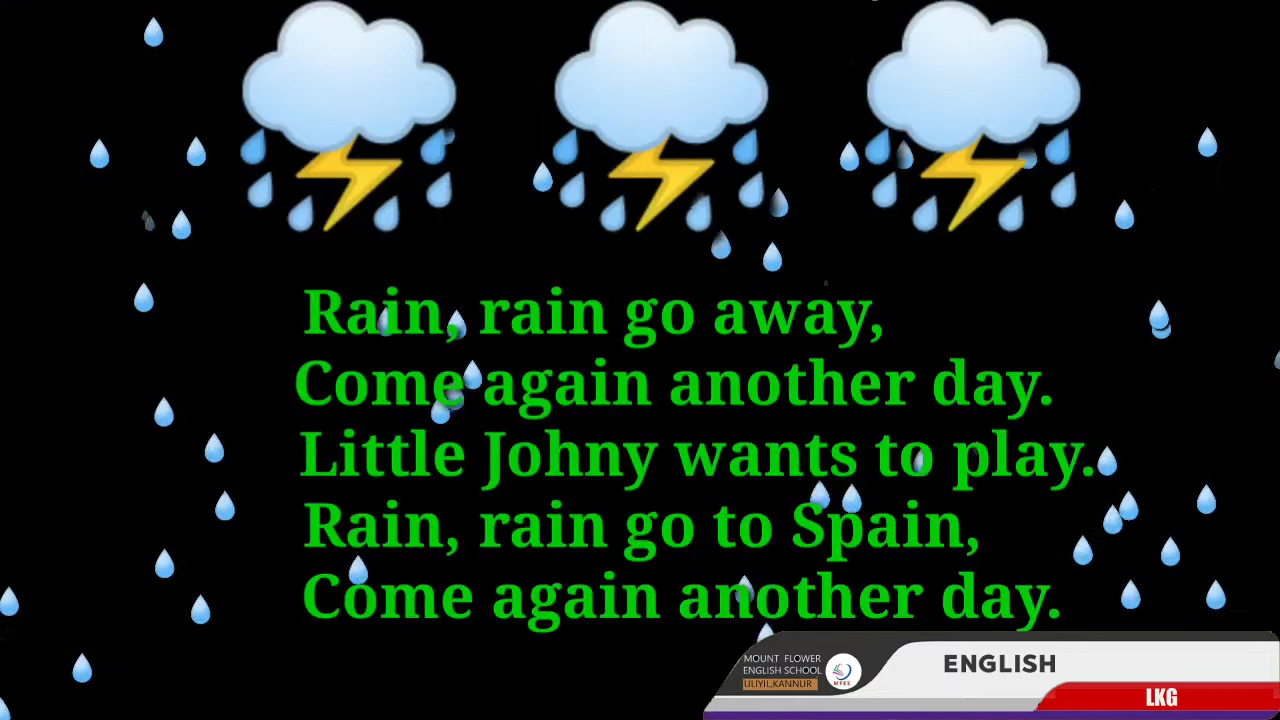 Rain, rain go away,
Come again another day.
Little Johny wants to play.
Rain, rain go to Spain,
Come again another day.
MOUNT FLOWER
ENGLISH SCHOOL
ULIYIL,KANNUR
MFES
ENGLISH
LKG